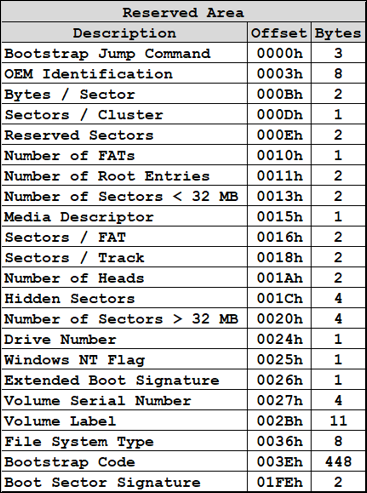 Reserved Area
Description Offset Bytes
Bootstrap Jump Command 0000h 3
OEM Identification 0003h 8
Bytes / Sector 000Bh 2
Sectors / Cluster 000Dh 1
Reserved Sectors 000Eh 2
Number of FATs 0010h 1
Number of Root Entries 0011h 2
Number of Sectors < 32 MB 0013h 2
Media Descriptor 0015h 1
Sectors / FAT 0016h 2
Sectors / Track 0018h 2
Number of Heads 001Ah 2
Hidden Sectors 001Ch 4
Number of Sectors > 32 MB 0020h 4
Drive Number 0024h 1
Windows NT Flag 0025h 1
Extended Boot Signature 0026h 1
Volume Serial Number 0027h 4
Volume Label 002Bh 11
File System Type 0036h 8
Bootstrap Code 003Eh 448
Boot Sector Signature 01FEh 2